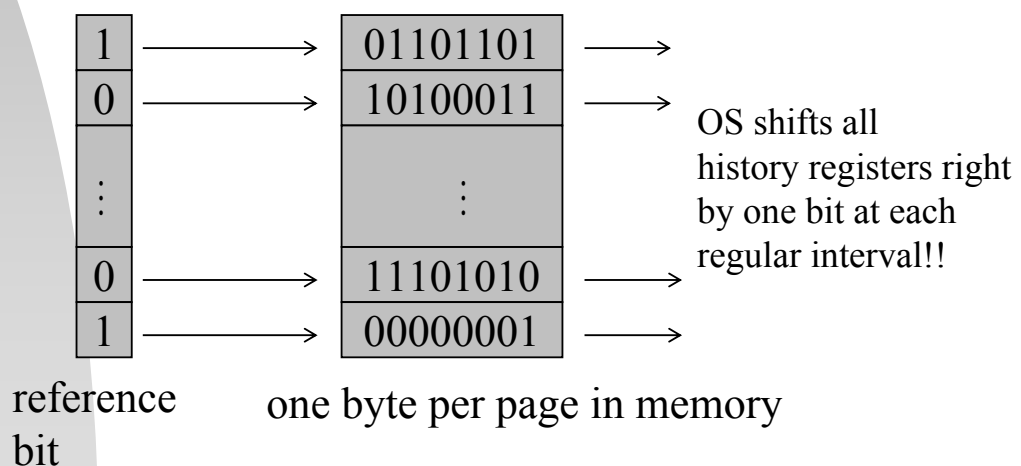 1 01101101
0 10100011
OS shifts all
history registers right
by one bit at each
regular interval!!
⋮ ⋮
0 11101010
1 00000001
reference
bit
one byte per page in memory